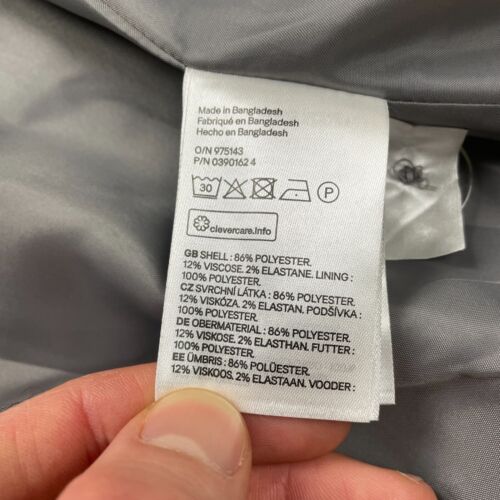 Made in Bangladesh
Fabriqué en Bangladesh
Hecho en Bangladesh
O/N 975143
P/N 0390162 4
30
P
clevercare.info
GB SHELL : 86% POLYESTER.
12% VISCOSE. 2% ELASTANE. LINING :
100% POLYESTER.
CZ SVRCHNÍ LÁTKA : 86% POLYESTER.
12% VISKÓZA. 2% ELASTAN. PODŠÍVKA :
100% POLYESTER.
DE OBERMATERIAL : 86% POLYESTER.
12% VISKOSE. 2% ELASTHAN. FUTTER :
100% POLYESTER.
EE ÜMBRIS : 86% POLÜESTER.
12% VISKOOS. 2% ELASTAAN. VOODER :